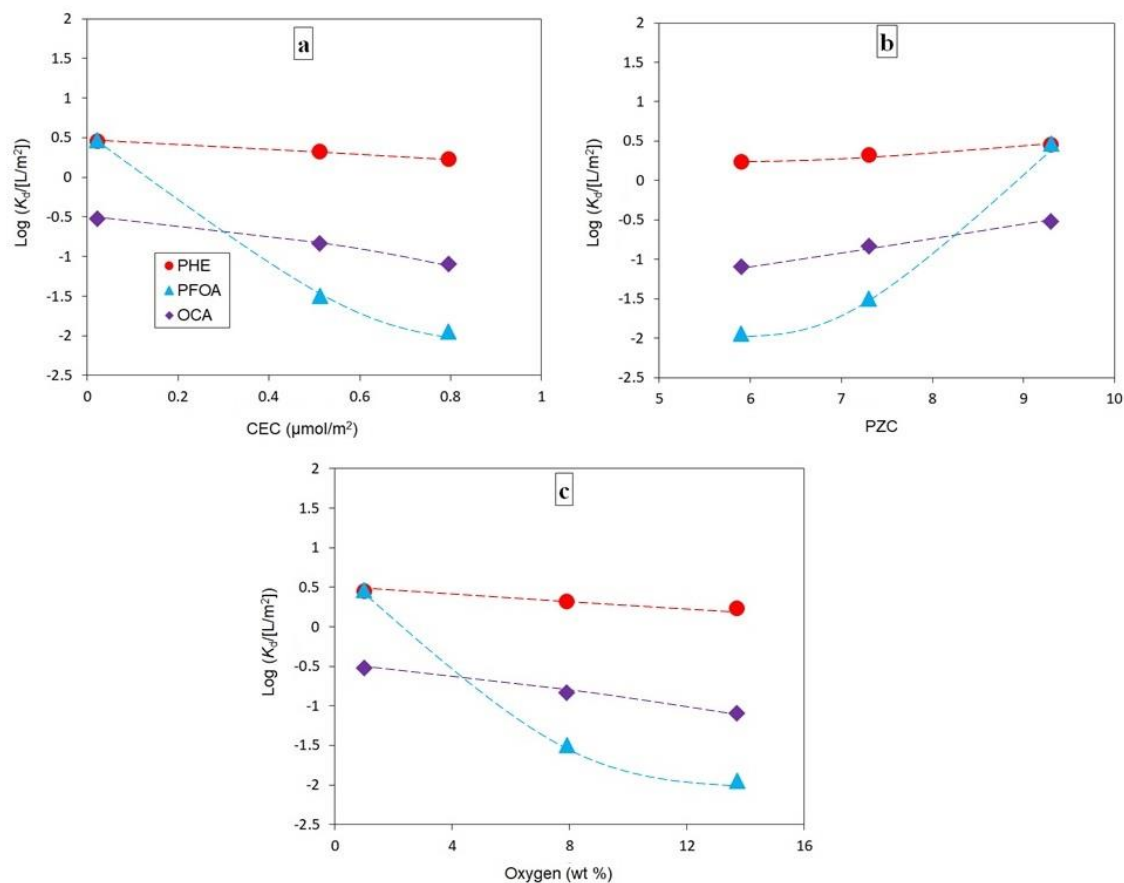 a
2
1.5
1
0.5
0
-0.5
-1
-1.5
-2
-2.5
Log (Kd/[L/m²])
PHE
PFOA
OCA
0 0.2 0.4 0.6 0.8 1
CEC (µmol/m²)
b
2
1.5
1
0.5
0
-0.5
-1
-1.5
-2
-2.5
Log (Kd/[L/m²])
5 6 7 8 9 10
PZC
c
2
1.5
1
0.5
0
-0.5
-1
-1.5
-2
-2.5
Log (Kd/[L/m²])
0 4 8 12 16
Oxygen (wt %)